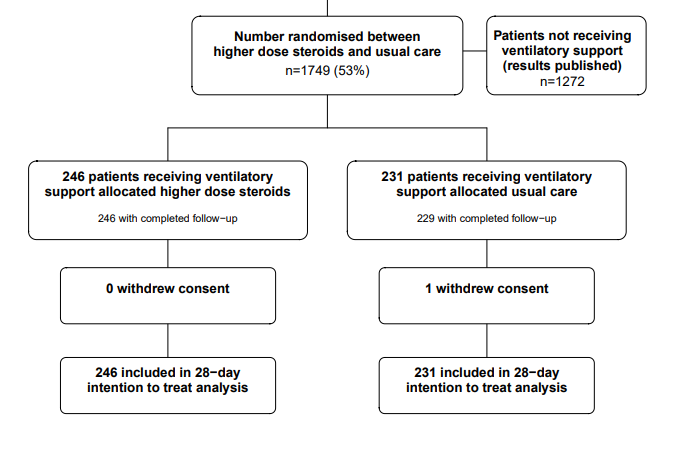 Number randomised between
higher dose steroids and usual care
n=1749 (53%)
Patients not receiving
ventilatory support
(results published)
n=1272
246 patients receiving ventilatory
support allocated higher dose steroids
246 with completed follow−up
231 patients receiving ventilatory
support allocated usual care
229 with completed follow−up
0 withdrew consent
1 withdrew consent
246 included in 28−day
intention to treat analysis
231 included in 28−day
intention to treat analysis